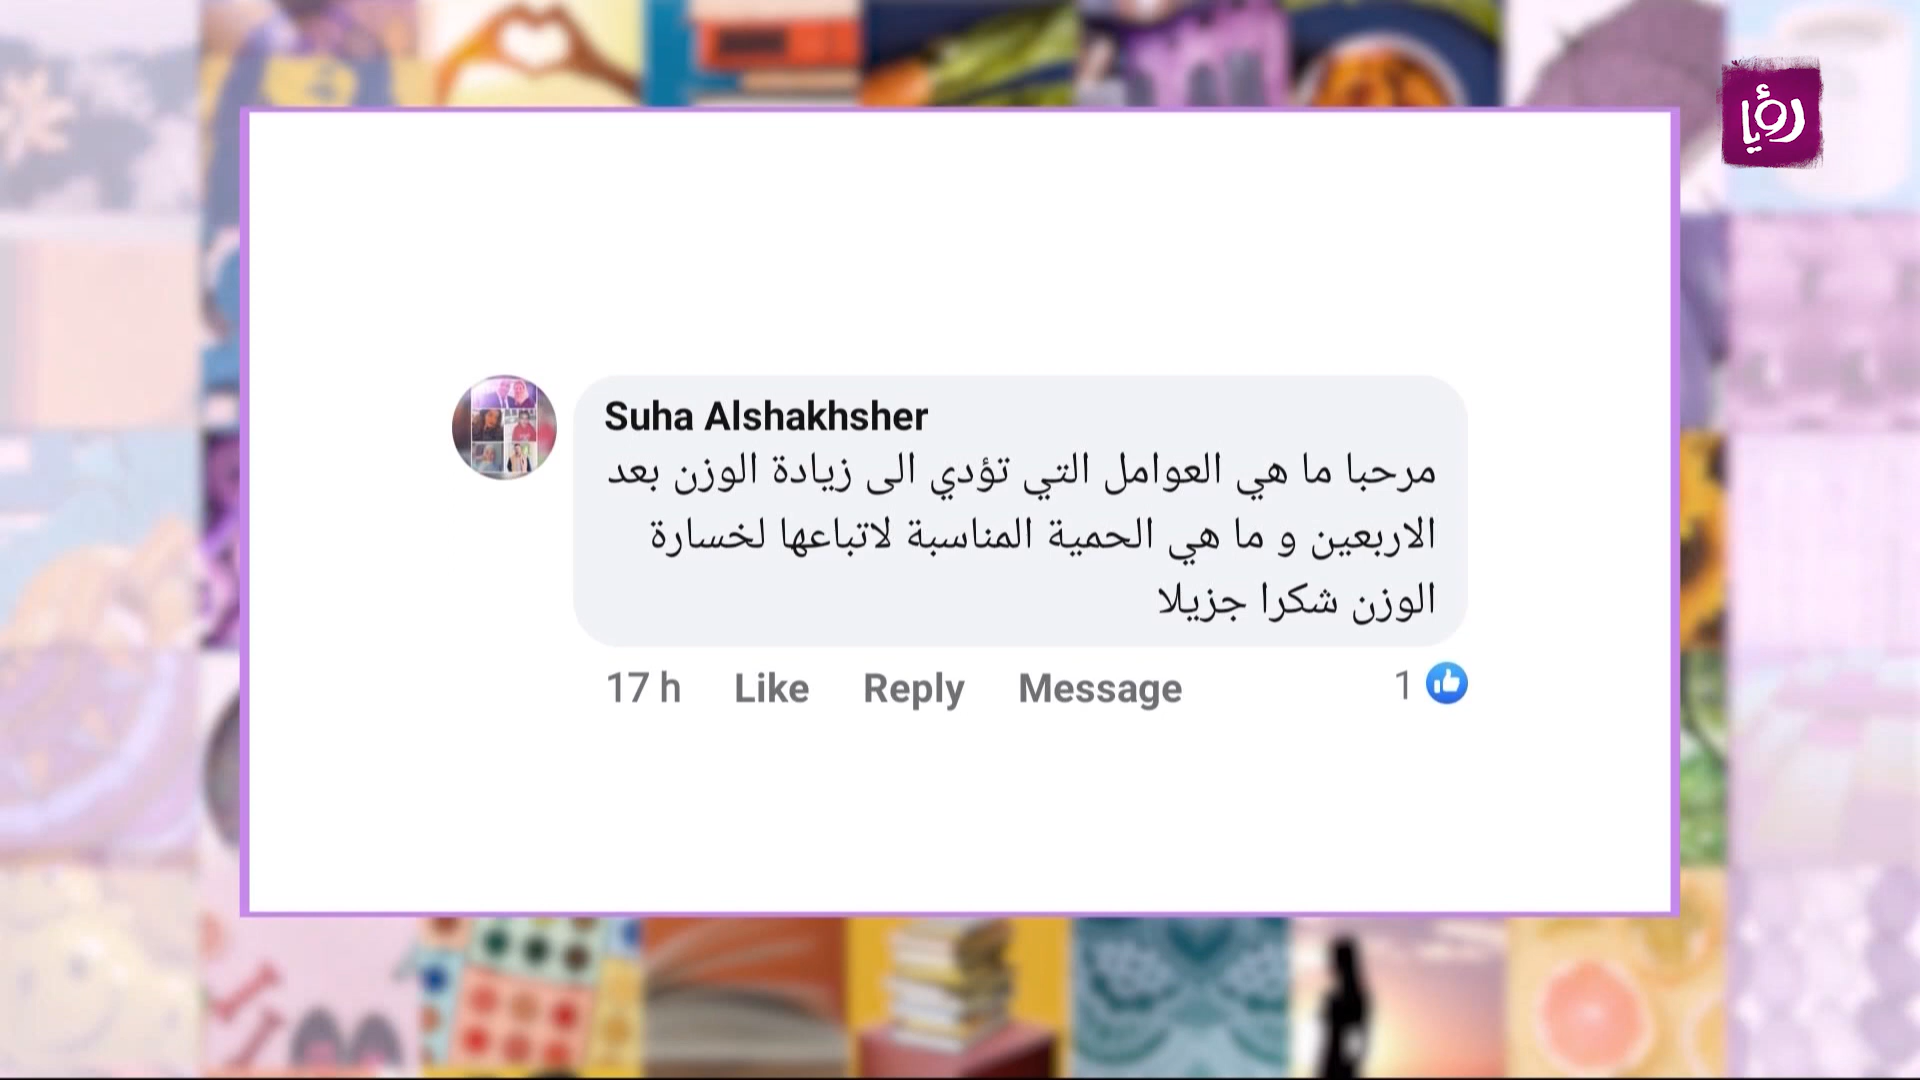 رؤيا
Suha Alshakhsher
مرحبا ما هي العوامل التي تؤدي الى زيادة الوزن بعد
الاربعين و ما هي الحمية المناسبة لاتباعها لخسارة
الوزن شكرا جزيلا
17 h Like Reply Message 1